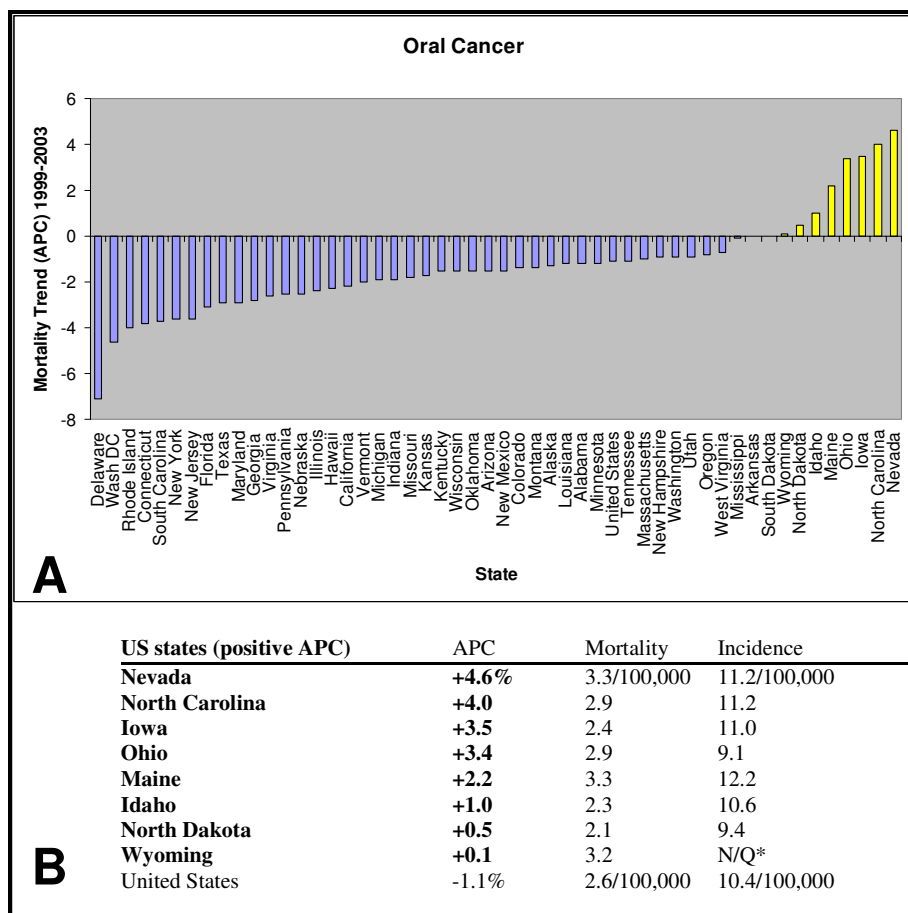 Oral Cancer
Mortality Trend (APC) 1999-2003
6
4
2
0
-2
-4
-6
-8
Delaware
Wash DC
Rhode Island
Connecticut
South Carolina
New York
New Jersey
Florida
Texas
Maryland
Georgia
Virginia
Pennsylvania
Nebraska
Illinois
Hawaii
California
Vermont
Michigan
Indiana
Missouri
Kansas
Kentucky
Wisconsin
Oklahoma
Arizona
New Mexico
Colorado
Montana
Alaska
Louisiana
Alabama
Minnesota
United States
Tennessee
Massachusetts
New Hampshire
Washington
Utah
Oregon
West Virginia
Mississippi
Arkansas
South Dakota
Wyoming
North Dakota
Idaho
Maine
Ohio
Iowa
North Carolina
Nevada
State
A
US states (positive APC) APC Mortality Incidence
Nevada +4.6% 3.3/100,000 11.2/100,000
North Carolina +4.0 2.9 11.2
Iowa +3.5 2.4 11.0
Ohio +3.4 2.9 9.1
Maine +2.2 3.3 12.2
Idaho +1.0 2.3 10.6
North Dakota +0.5 2.1 9.4
Wyoming +0.1 3.2 N/Q*
United States -1.1% 2.6/100,000 10.4/100,000
B